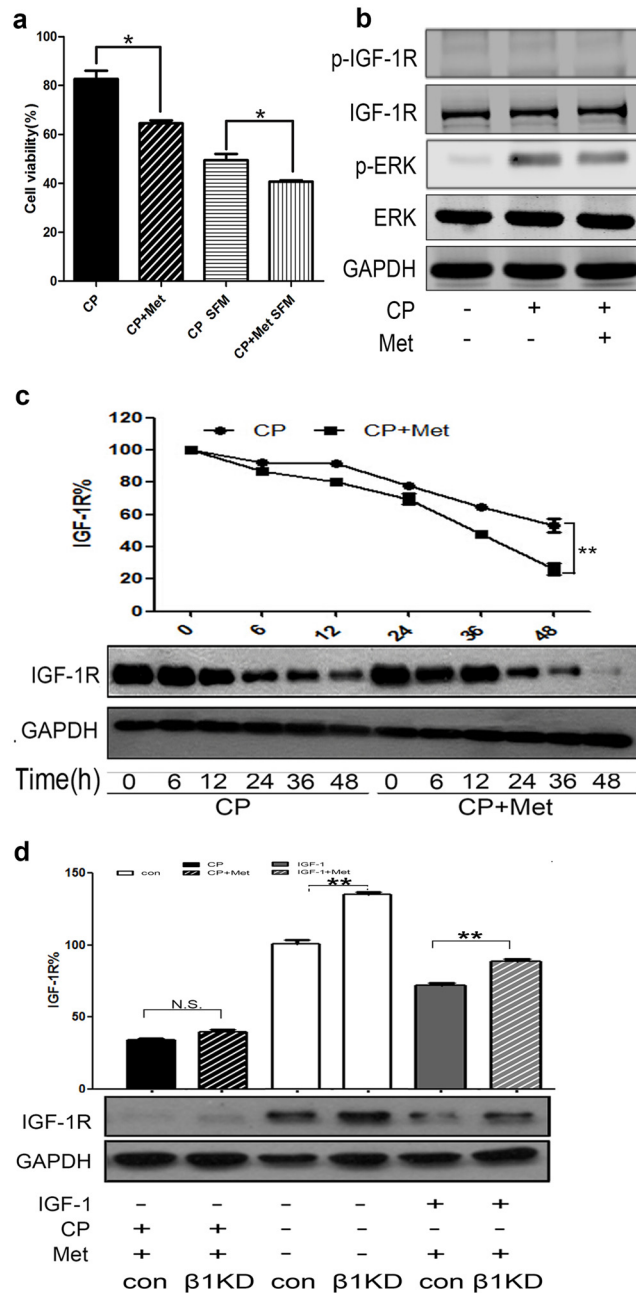 a
100
80
60
40
20
0
Cell viability(%)
*
*
CP
CP+Met
CP SFM
CP+Met SFM
b
p-IGF-1R
IGF-1R
p-ERK
ERK
GAPDH
CP - + +
Met - - +
c
120
100
80
60
40
20
0
IGF-1R%
CP CP+Met
**
0 6 12 24 36 48
IGF-1R
GAPDH
Time(h) 0 6 12 24 36 48 0 6 12 24 36 48
CP CP+Met
d
con CP IGF-1
CP+Met IGF-1+Met
150
100
50
0
IGF-1R%
N.S.
**
**
IGF-1R
GAPDH
IGF-1 - - - - + +
CP + + - - - -
Met + + - - + +
con β1KD con β1KD con β1KD